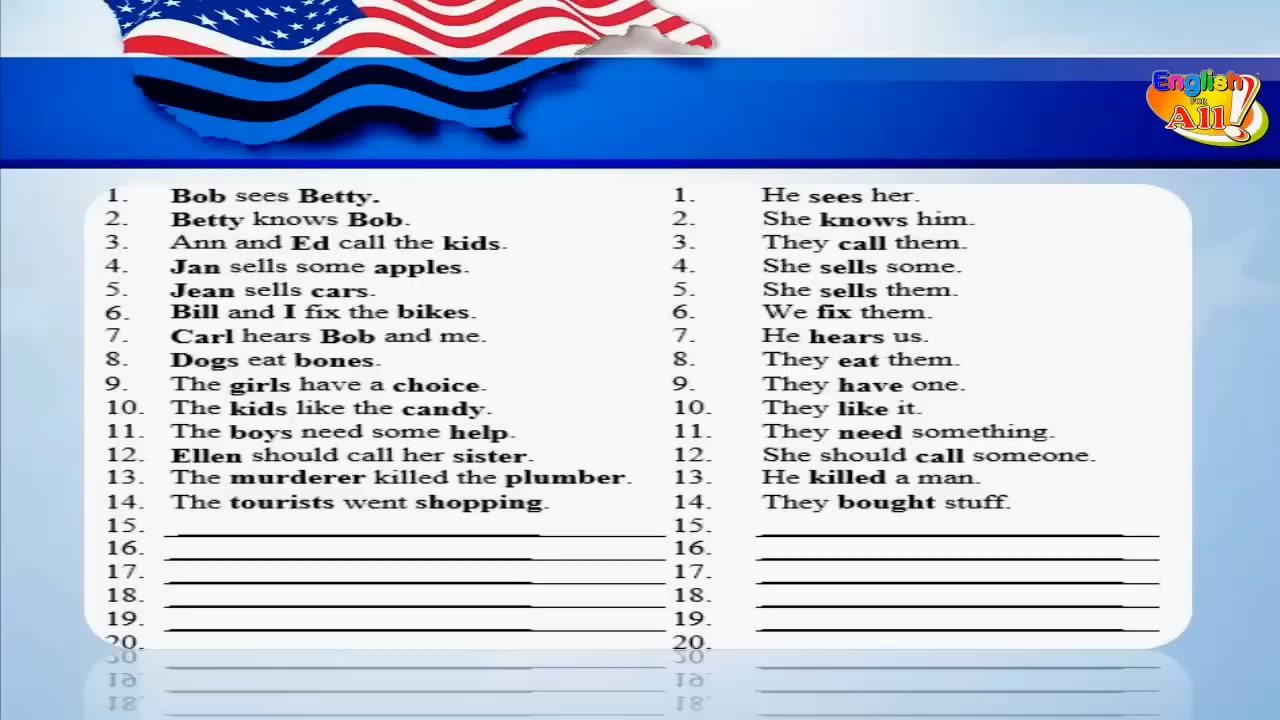 English
FOR
All!
1. Bob sees Betty. 1. He sees her.
2. Betty knows Bob. 2. She knows him.
3. Ann and Ed call the kids. 3. They call them.
4. Jan sells some apples. 4. She sells some.
5. Jean sells cars. 5. She sells them.
6. Bill and I fix the bikes. 6. We fix them.
7. Carl hears Bob and me. 7. He hears us.
8. Dogs eat bones. 8. They eat them.
9. The girls have a choice. 9. They have one.
10. The kids like the candy. 10. They like it.
11. The boys need some help. 11. They need something.
12. Ellen should call her sister. 12. She should call someone.
13. The murderer killed the plumber. 13. He killed a man.
14. The tourists went shopping. 14. They bought stuff.
15. 15.
16. 16.
17. 17.
18. 18.
19. 19.
20. 20.